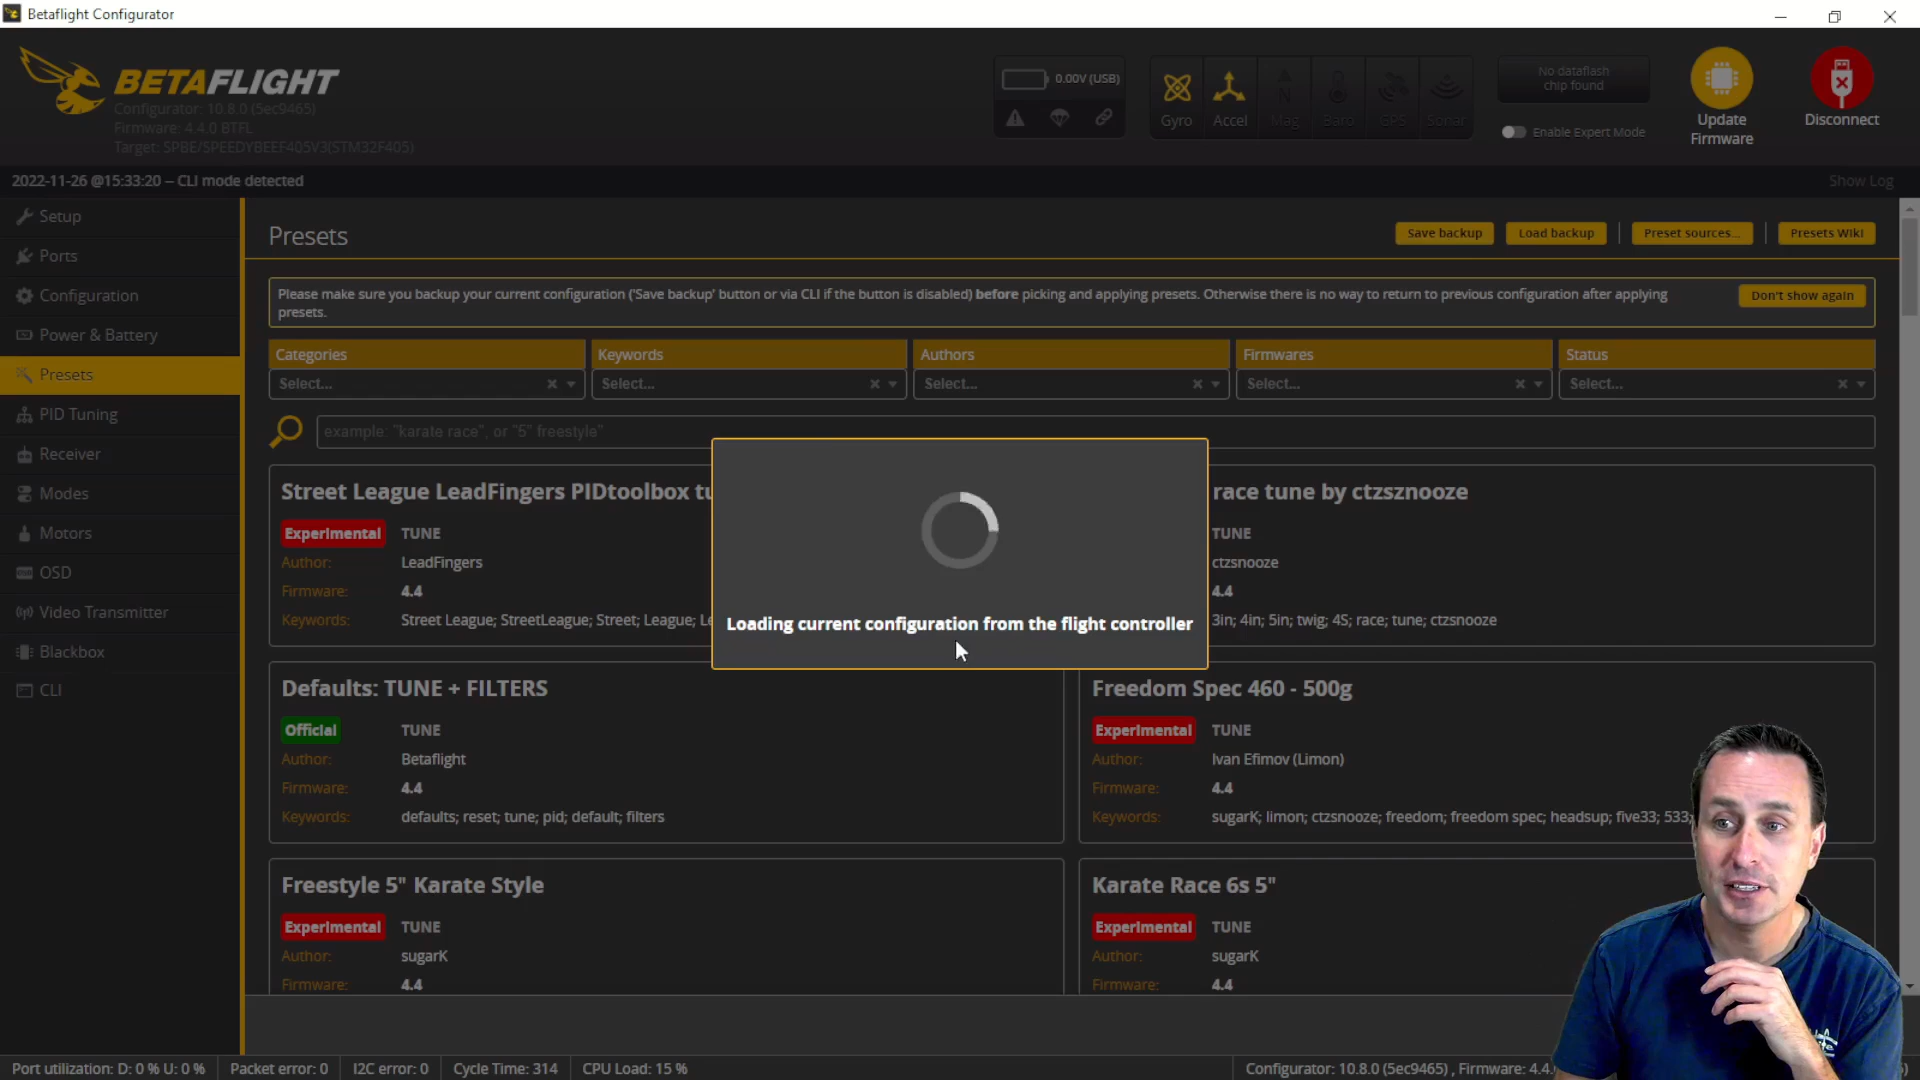 Betaflight Configurator
BETAFLIGHT
Configurator: 10.8.0 (5ec9465)
Firmware: 4.4.0 BTFL
Target: SPBE/SPEEDYBEEF405V3(STM32F405)
0.00V (USB)
Gyro
Accel
Mag
Baro
GPS
Sonar
No dataflash
chip found
Enable Expert Mode
Update
Firmware
Disconnect
2022-11-26 @15:33:20 -- CLI mode detected
Show Log
Setup
Ports
Configuration
Power & Battery
Presets
PID Tuning
Receiver
Modes
Motors
OSD
Video Transmitter
Blackbox
CLI
Presets
Save backup
Load backup
Preset sources...
Presets Wiki
Please make sure you backup your current configuration ('Save backup' button or via CLI if the button is disabled) before picking and applying presets. Otherwise there is no way to return to previous configuration after applying
presets.
Don't show again
Categories
Keywords
Authors
Firmwares
Status
Select...
Select...
Select...
Select...
Select...
example: "karate race", or "5" freestyle"
Street League LeadFingers PIDtoolbox tu
Experimental TUNE
Author: LeadFingers
Firmware: 4.4
Keywords: Street League; StreetLeague; Street; League; Le
race tune by ctzsznooze
TUNE
ctzsnooze
4.4
3in; 4in; 5in; twig; 4S; race; tune; ctzsnooze
Loading current configuration from the flight controller
Defaults: TUNE + FILTERS
Official TUNE
Author: Betaflight
Firmware: 4.4
Keywords: defaults; reset; tune; pid; default; filters
Freedom Spec 460 - 500g
Experimental TUNE
Author: Ivan Efimov (Limon)
Firmware: 4.4
Keywords: sugarK; limon; ctzsnooze; freedom; freedom spec; headsup; five33; 533;
Freestyle 5" Karate Style
Experimental TUNE
Author: sugarK
Firmware: 4.4
Karate Race 6s 5"
Experimental TUNE
Author: sugarK
Firmware: 4.4
Port utilization: D: 0 % U: 0 %
Packet error: 0
I2C error: 0
Cycle Time: 314
CPU Load: 15 %
Configurator: 10.8.0 (5ec9465) , Firmware: 4.4.